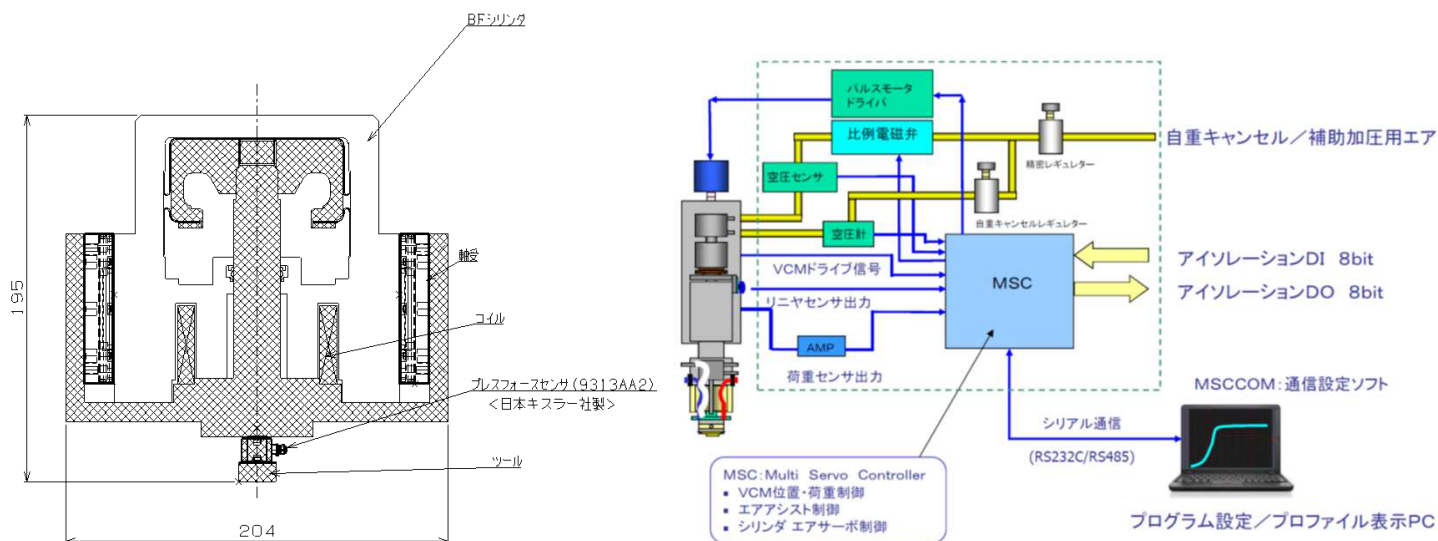 BFシリンダ
195
軸受
コイル
プレスフォースセンサ(9313AA2)
<日本キスラー社製>
ツール
204
パルスモータ
ドライバ
比例電磁弁
自重キャンセル／補助加圧用エア
精密レギュレター
空圧センサ
自重キャンセルレギュレター
空圧計
MSC
アイソレーションDI 8bit
VCMドライブ信号
アイソレーションDO 8bit
リニヤセンサ出力
AMP
荷重センサ出力
MSCCOM：通信設定ソフト
シリアル通信
(RS232C/RS485)
MSC：Multi Servo Controller
▪ VCM位置・荷重制御
▪ エアアシスト制御
▪ シリンダ エアサーボ制御
プログラム設定／プロファイル表示PC